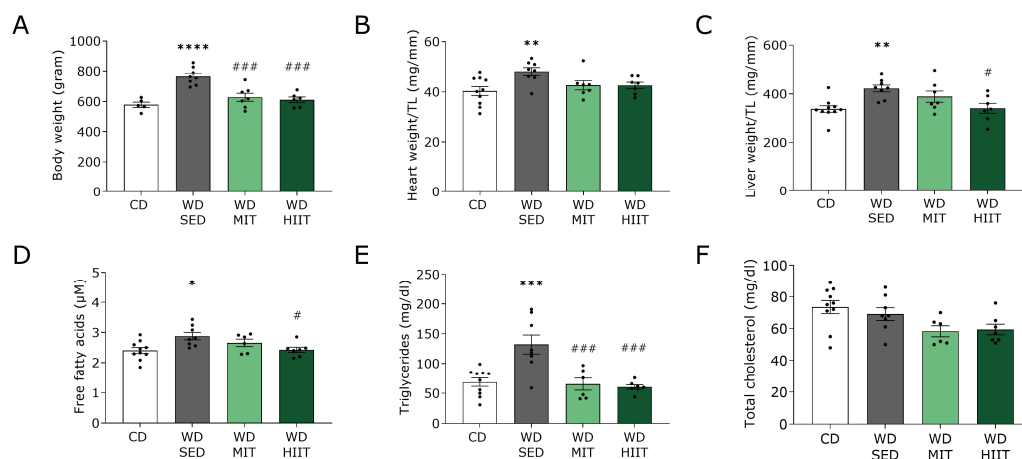 A
Body weight (gram)
1000
800
600
400
200
0
****
###
###
CD
WD
SED
WD
MIT
WD
HIIT
B
Heart weight/TL (mg/mm)
60
40
20
0
**
CD
WD
SED
WD
MIT
WD
HIIT
C
Liver weight/TL (mg/mm)
600
400
200
0
**
#
CD
WD
SED
WD
MIT
WD
HIIT
D
Free fatty acids (µM)
5
4
3
2
1
0
*
#
CD
WD
SED
WD
MIT
WD
HIIT
E
Triglycerides (mg/dl)
250
200
150
100
50
0
***
###
###
CD
WD
SED
WD
MIT
WD
HIIT
F
Total cholesterol (mg/dl)
100
80
60
40
20
0
CD
WD
SED
WD
MIT
WD
HIIT